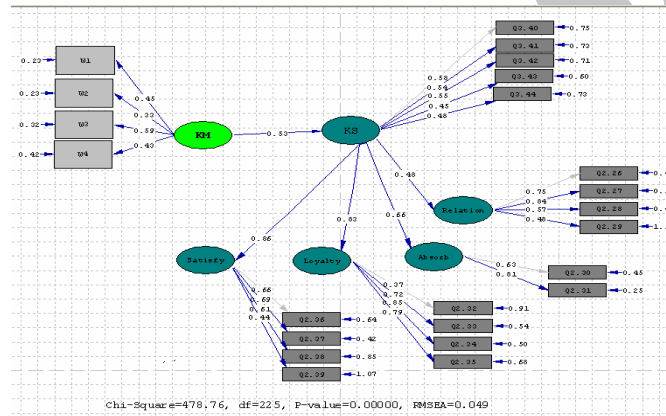 Q3.40 0.75
Q3.41 0.73
Q3.42 0.71
Q3.43 0.60
Q3.44 0.73
0.58
0.54
0.55
0.45
0.48
0.23 W1
0.23 W2
0.32 W3
0.42 W4
0.45
0.33
0.59
0.43
KM
0.53
KS
0.48
0.66
0.83
0.86
Relation
0.75
0.84
0.57
0.48
Q2.26
Q2.27
Q2.28
Q2.29
Satisfy
Loyalty
Absorb
0.63
0.81
Q2.30 0.45
Q2.31 0.25
0.66
0.69
0.61
0.44
Q2.36 0.64
Q2.37 0.42
Q2.38 0.85
Q2.39 1.07
0.37
0.72
0.85
0.79
Q2.32 0.91
Q2.33 0.54
Q2.34 0.50
Q2.35 0.68
Chi-Square=478.76, df=225, P-value=0.00000, RMSEA=0.049